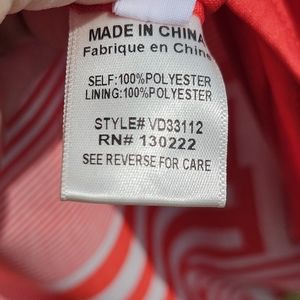 MADE IN CHINA
Fabrique en Chine
SELF:100%POLYESTER
LINING:100%POLYESTER
STYLE# VD33112
RN# 130222
SEE REVERSE FOR CARE